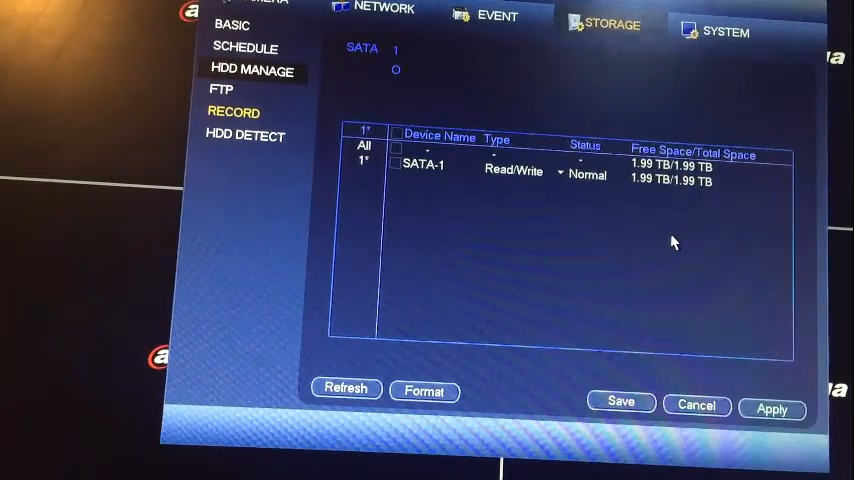 NETWORK
EVENT
STORAGE
SYSTEM
BASIC
SCHEDULE
HDD MANAGE
FTP
RECORD
HDD DETECT
SATA 1
O
1* Device Name Type Status Free Space/Total Space
All - - - 1.99 TB/1.99 TB
1* SATA-1 Read/Write Normal 1.99 TB/1.99 TB
Refresh Format Save Cancel Apply